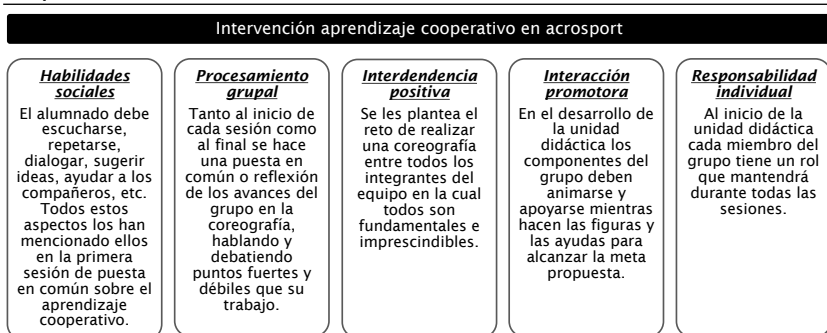 Intervención aprendizaje cooperativo en acrosport
Habilidades
sociales
El alumnado debe
escucharse,
repetarse,
dialogar, sugerir
ideas, ayudar a los
compañeros, etc.
Todos estos
aspectos los han
mencionado ellos
en la primera
sesión de puesta
en común sobre el
aprendizaje
cooperativo.
Procesamiento
grupal
Tanto al inicio de
cada sesión como
al final se hace
una puesta en
común o reflexión
de los avances del
grupo en la
coreografía,
hablando y
debatiendo
puntos fuertes y
débiles que su
trabajo.
Interdendencia
positiva
Se les plantea el
reto de realizar
una coreografía
entre todos los
integrantes del
equipo en la cual
todos son
fundamentales e
imprescindibles.
Interacción
promotora
En el desarrollo de
la unidad
didáctica los
componentes del
grupo deben
animarse y
apoyarse mientras
hacen las figuras y
las ayudas para
alcanzar la meta
propuesta.
Responsabilidad
individual
Al inicio de la
unidad didáctica
cada miembro del
grupo tiene un rol
que mantendrá
durante todas las
sesiones.